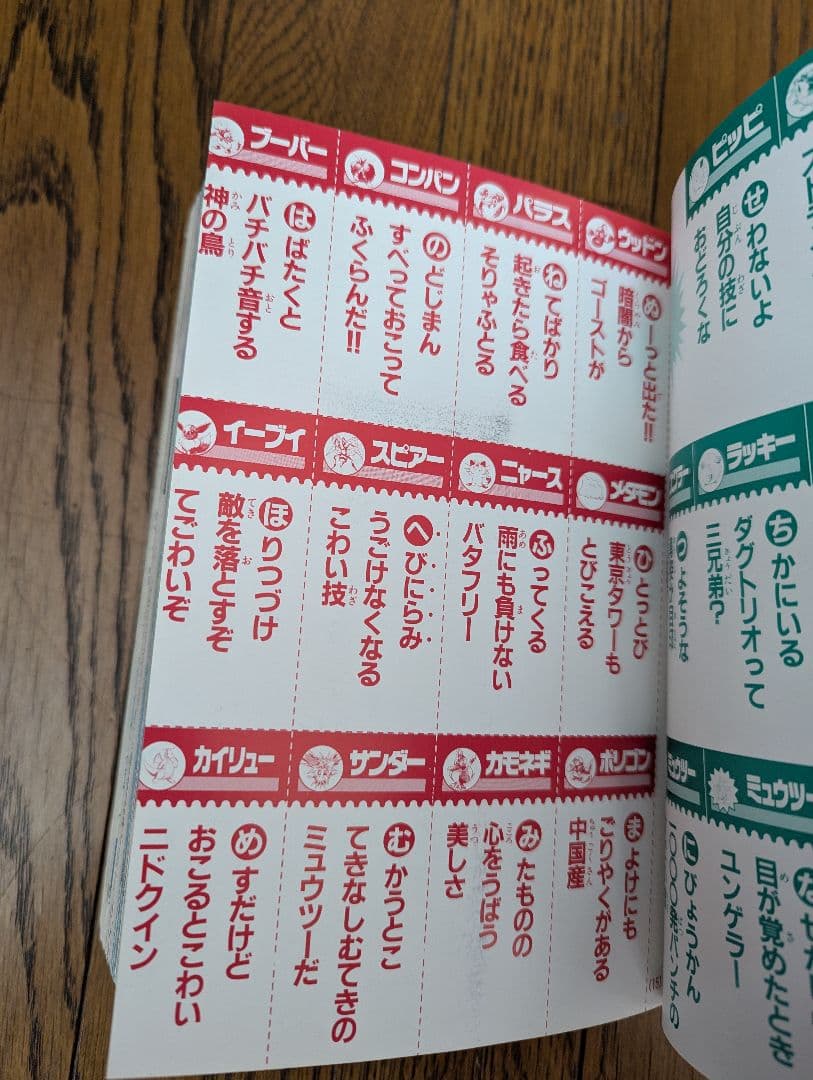 ウツドン
ぬーっと出た!!
暗闇から
ゴーストが
パラス
ねてばかり
起きたら食べる
そりゃふとる
コンパン
のどじまん
すべっておこって
ふくらんだ!!
ブーバー
はばたくと
バチバチ音する
神の鳥
メタモン
ひとっとび
東京タワーも
とびこえる
ニャース
ふってくる
雨にも負けない
バタフリー
スピアー
へびにらみ
うごけなくなる
こわい技
イーブイ
ほりつづけ
敵を落とすぞ
てごわいぞ
ポリゴン
まよけにも
ごりやくがある
中国産
カモネギ
みたものの
心をうばう
美しさ
サンダー
むかうとこ
てきなしむてきの
ミュウツーだ
カイリュー
めすだけど
おこるとこわい
ニドクイン
ピッピ
せわないよ
自分の技に
おどろくな
ラッキー
ちかにいる
ダグトリオって
三兄弟?
つよそうな
ミュウツー
目が覚めたとき
ユンゲラー
ミュウツー
にひょうかん